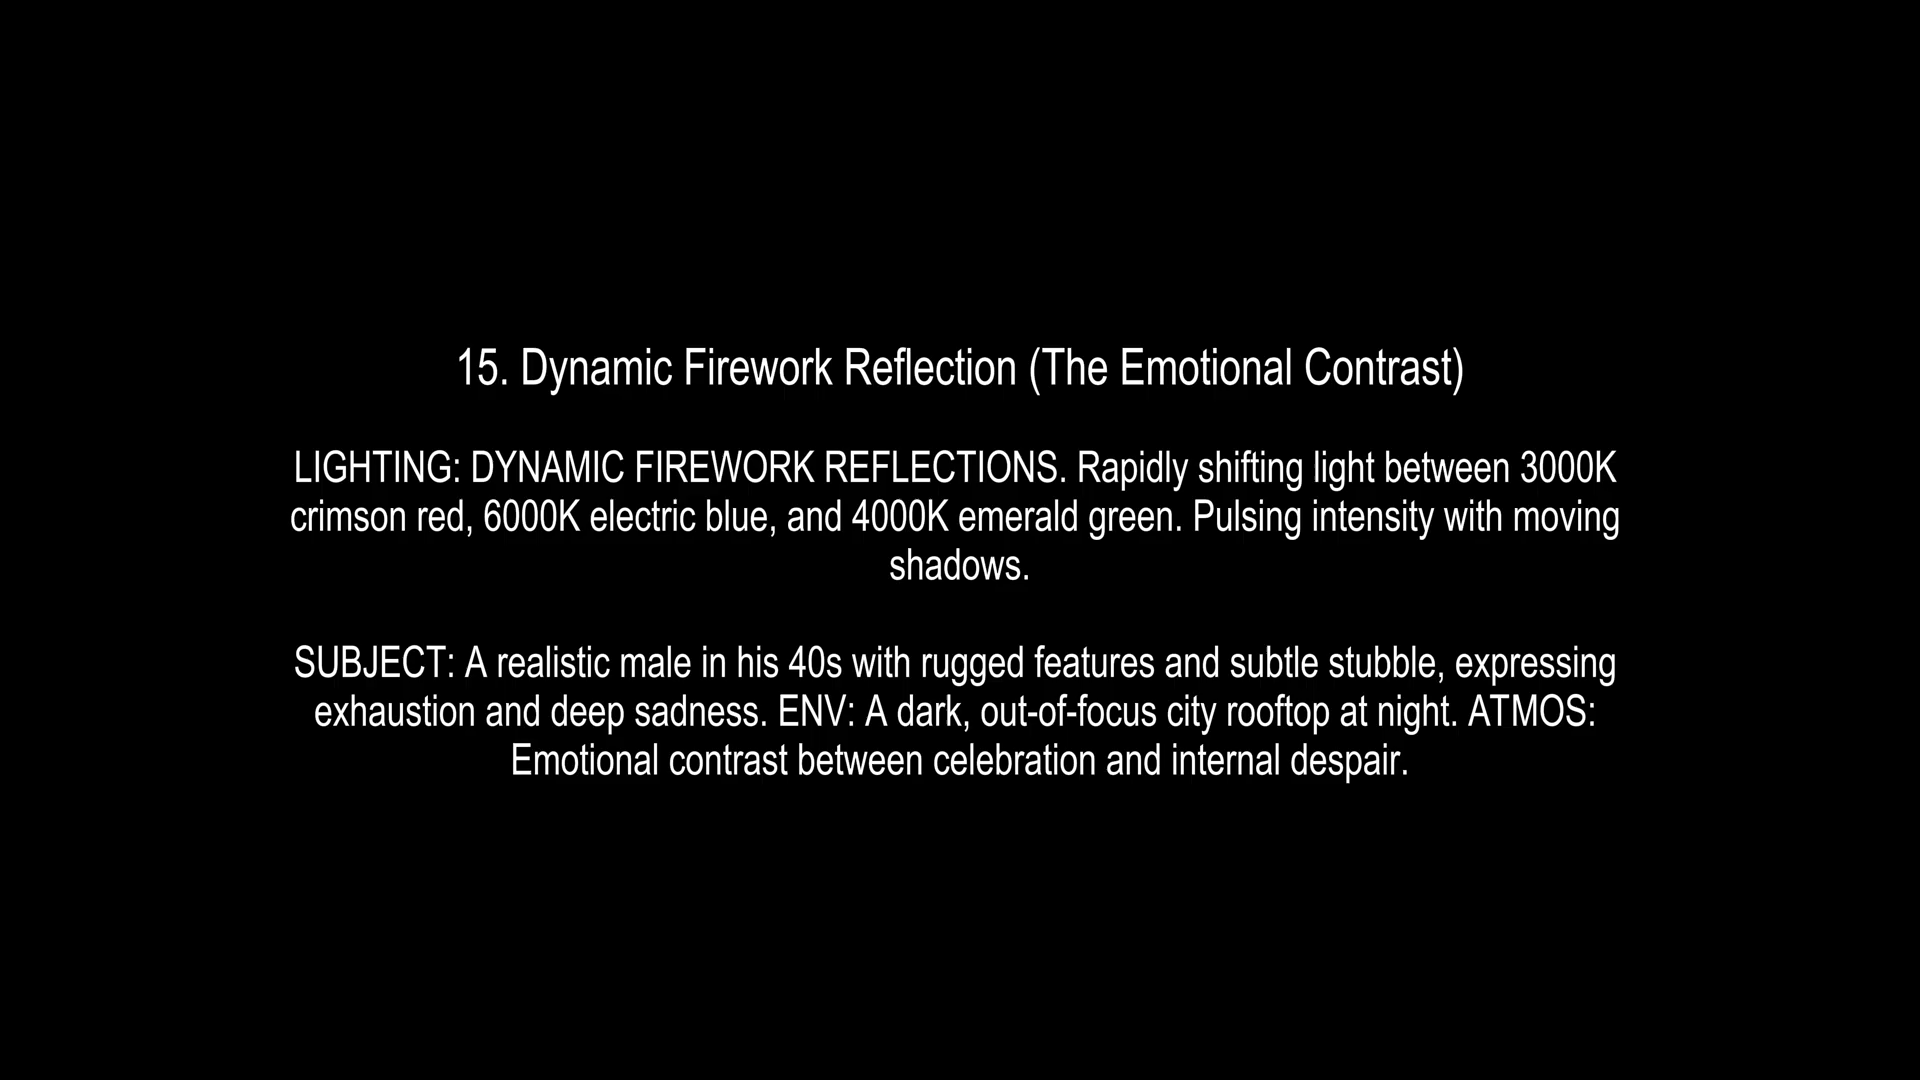 15. Dynamic Firework Reflection (The Emotional Contrast)
LIGHTING: DYNAMIC FIREWORK REFLECTIONS. Rapidly shifting light between 3000K
crimson red, 6000K electric blue, and 4000K emerald green. Pulsing intensity with moving
shadows.
SUBJECT: A realistic male in his 40s with rugged features and subtle stubble, expressing
exhaustion and deep sadness. ENV: A dark, out-of-focus city rooftop at night. ATMOS:
Emotional contrast between celebration and internal despair.